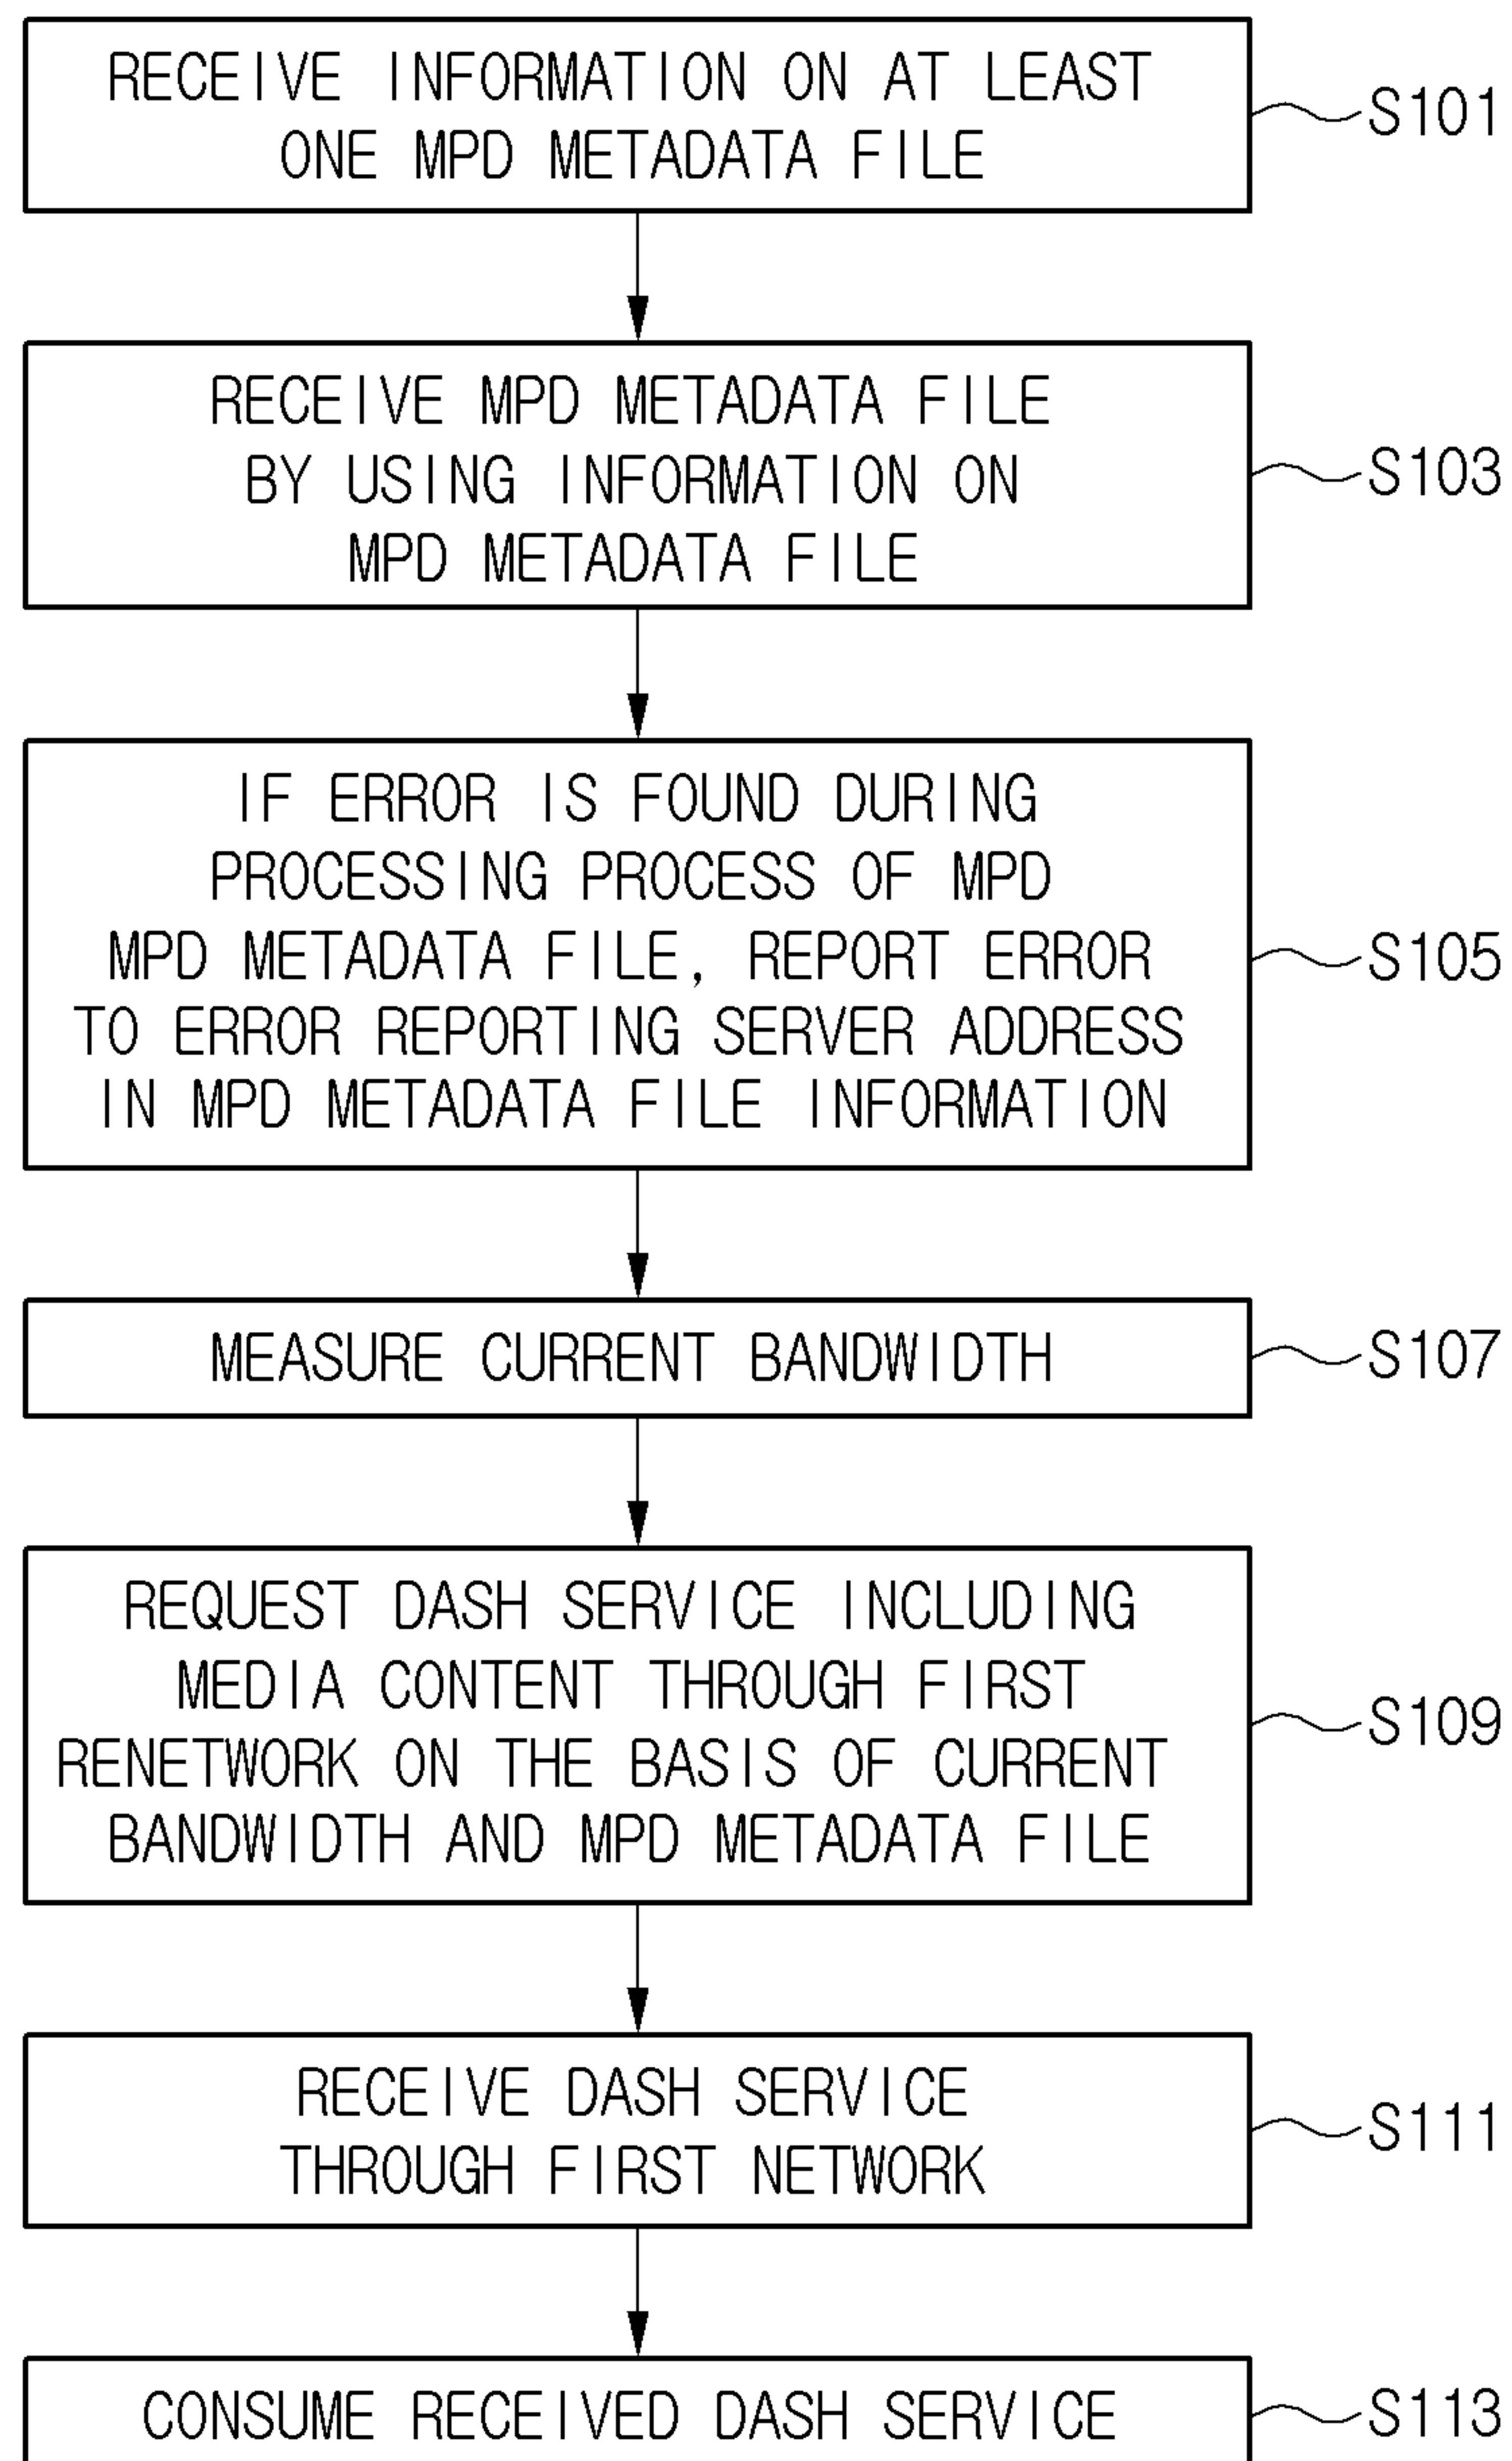 RECEIVE INFORMATION ON AT LEAST
ONE MPD METADATA FILE
S101
RECEIVE MPD METADATA FILE
BY USING INFORMATION ON
MPD METADATA FILE
S103
IF ERROR IS FOUND DURING
PROCESSING PROCESS OF MPD
MPD METADATA FILE, REPORT ERROR
TO ERROR REPORTING SERVER ADDRESS
IN MPD METADATA FILE INFORMATION
S105
MEASURE CURRENT BANDWIDTH
S107
REQUEST DASH SERVICE INCLUDING
MEDIA CONTENT THROUGH FIRST
RENETWORK ON THE BASIS OF CURRENT
BANDWIDTH AND MPD METADATA FILE
S109
RECEIVE DASH SERVICE
THROUGH FIRST NETWORK
S111
CONSUME RECEIVED DASH SERVICE
S113